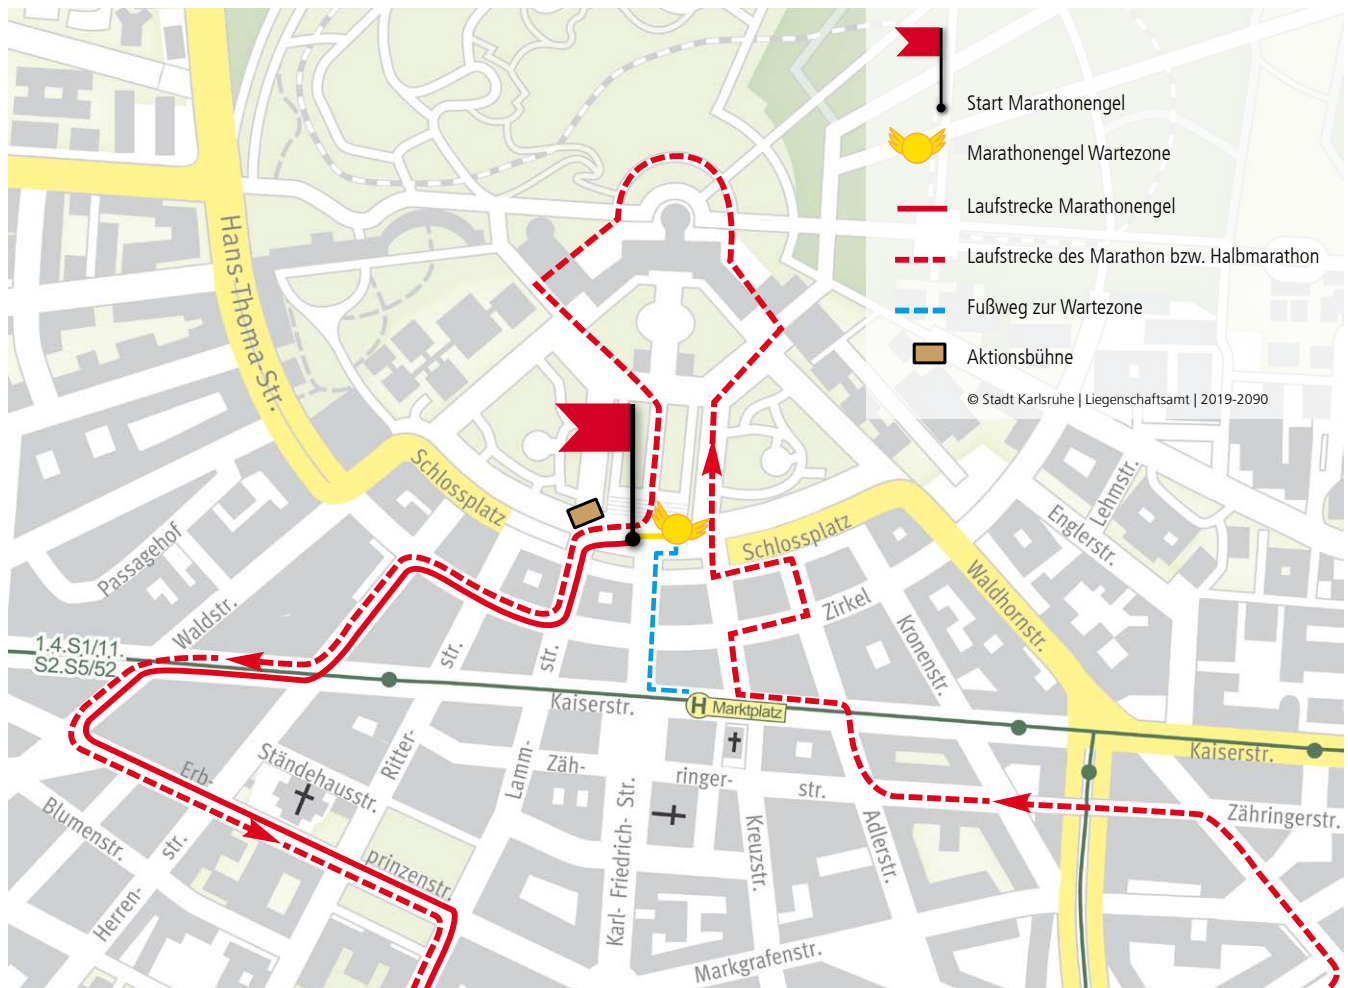 Start Marathonengel
Marathonengel Wartezone
Laufstrecke Marathonengel
Laufstrecke des Marathon bzw. Halbmarathon
Fußweg zur Wartezone
Aktionsbühne
© Stadt Karlsruhe | Liegenschaftsamt | 2019-2090
Hans-Thoma-Str.
Schlossplatz
Schlossplatz
Lehmstr.
Englerstr.
Passagehof
Waldstr.
Waldhornstr.
Zirkel
Kronenstr.
1.4.S1/11.
S2.S5/52
str.
str.
Kaiserstr.
H Marktplatz
Kaiserstr.
Ständehausstr.
Ritter-
Lamm-
Zäh-
ringer-
str.
Zähringerstr.
Erb-
prinzenstr.
Blumenstr.
str.
Herren-
Karl- Friedrich- Str.
Kreuzstr.
Adlerstr.
Markgrafenstr.